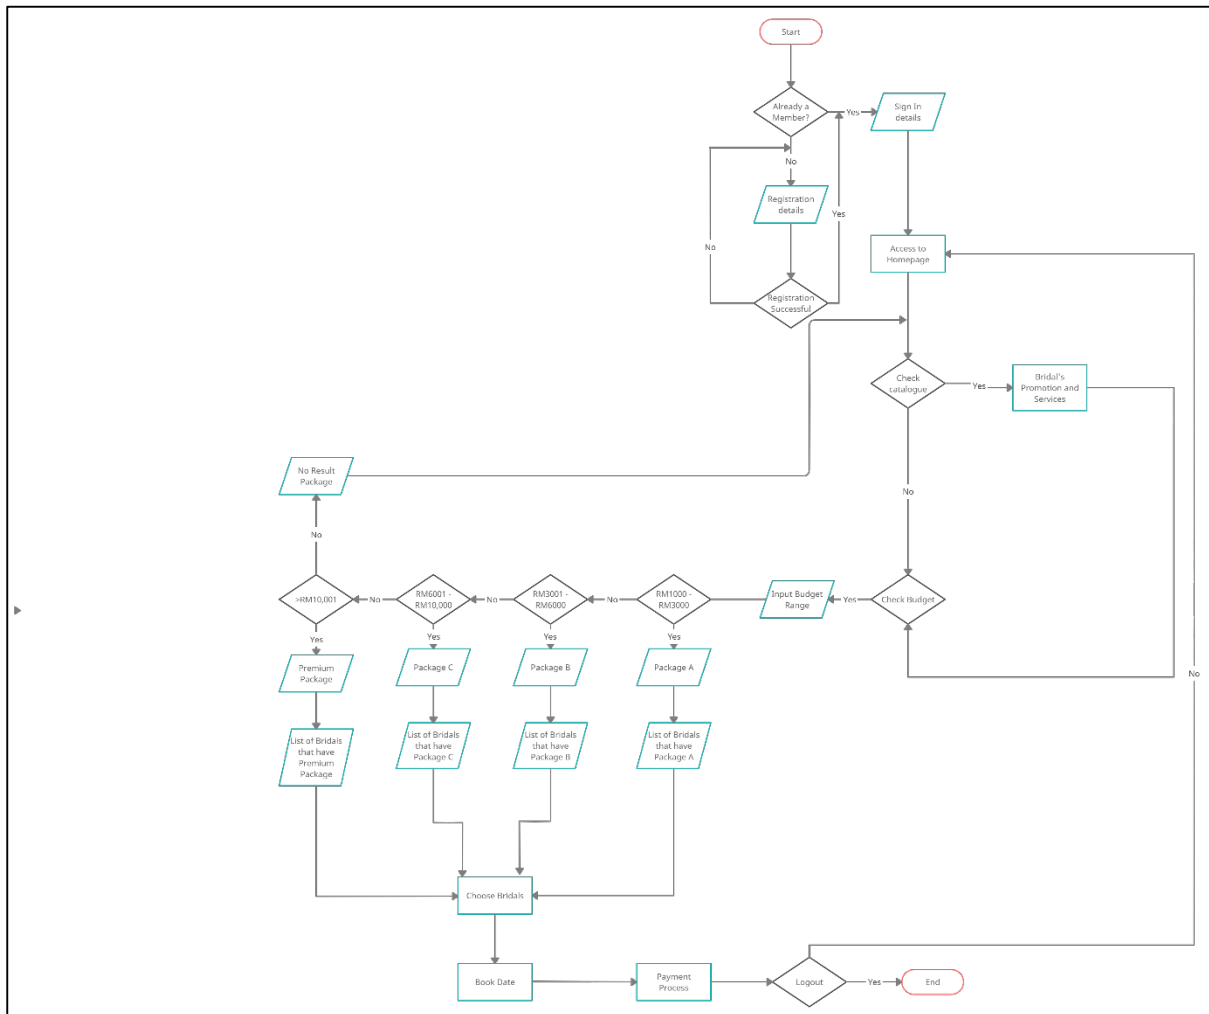 Start
Already a
Member?
Yes
Sign In
details
No
Registration
details
Yes
No
Access to
Homepage
Registration
Successful
Check
catalogue
Yes
Bridal's
Promotion and
Services
No Result
Package
No
No
>RM10,001
No
RM6001 -
RM10,000
No
RM3001 -
RM6000
No
RM1000 -
RM3000
Input Budget
Range
Yes
Check Budget
Yes
Yes
Yes
Yes
Premium
Package
Package C
Package B
Package A
No
List of Bridals
that have
Premium
Package
List of Bridals
that have
Package C
List of Bridals
that have
Package B
List of Bridals
that have
Package A
Choose Bridals
Book Date
Payment
Process
Logout
Yes
End